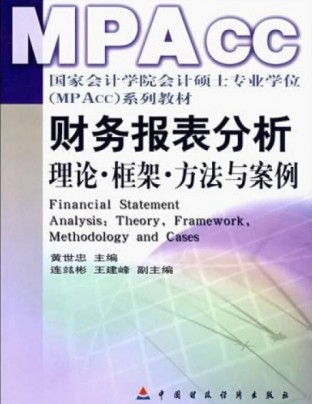 MPAcc
国家会计学院会计硕士专业学位
(MPAcc)系列教材
财务报表分析
理论·框架·方法与案例
Financial Statement
Analysis: Theory, Framework,
Methodology and Cases
黄世忠 主编
连竑彬 王建峰 副主编
中国财政经济出版社